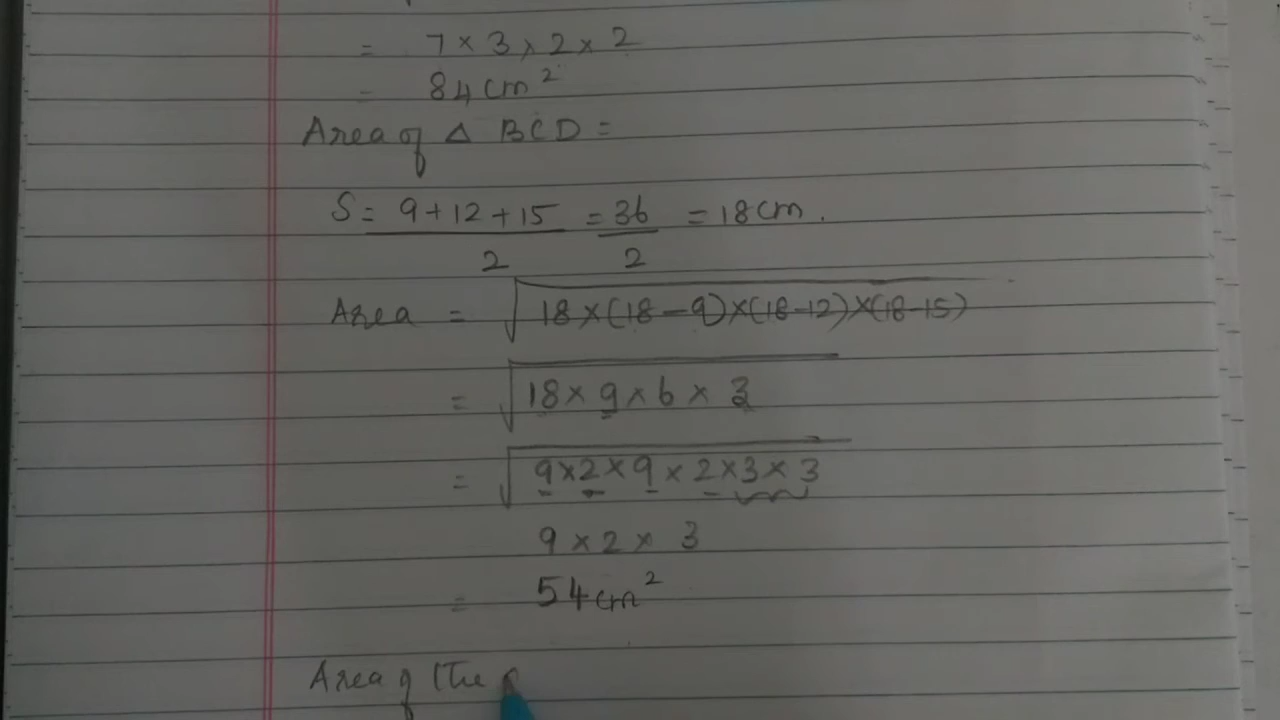 = 7 × 3 × 2 × 2
= 84 cm²
Area of △ BCD =
S = 9+12+15 / 2 = 36 / 2 = 18 cm.
Area = √18×(18-9)×(18-12)×(18-15)
= √18 × 9 × 6 × 3
= √9×2×9×2×3×3
9 × 2 × 3
= 54 cm²
Area of the